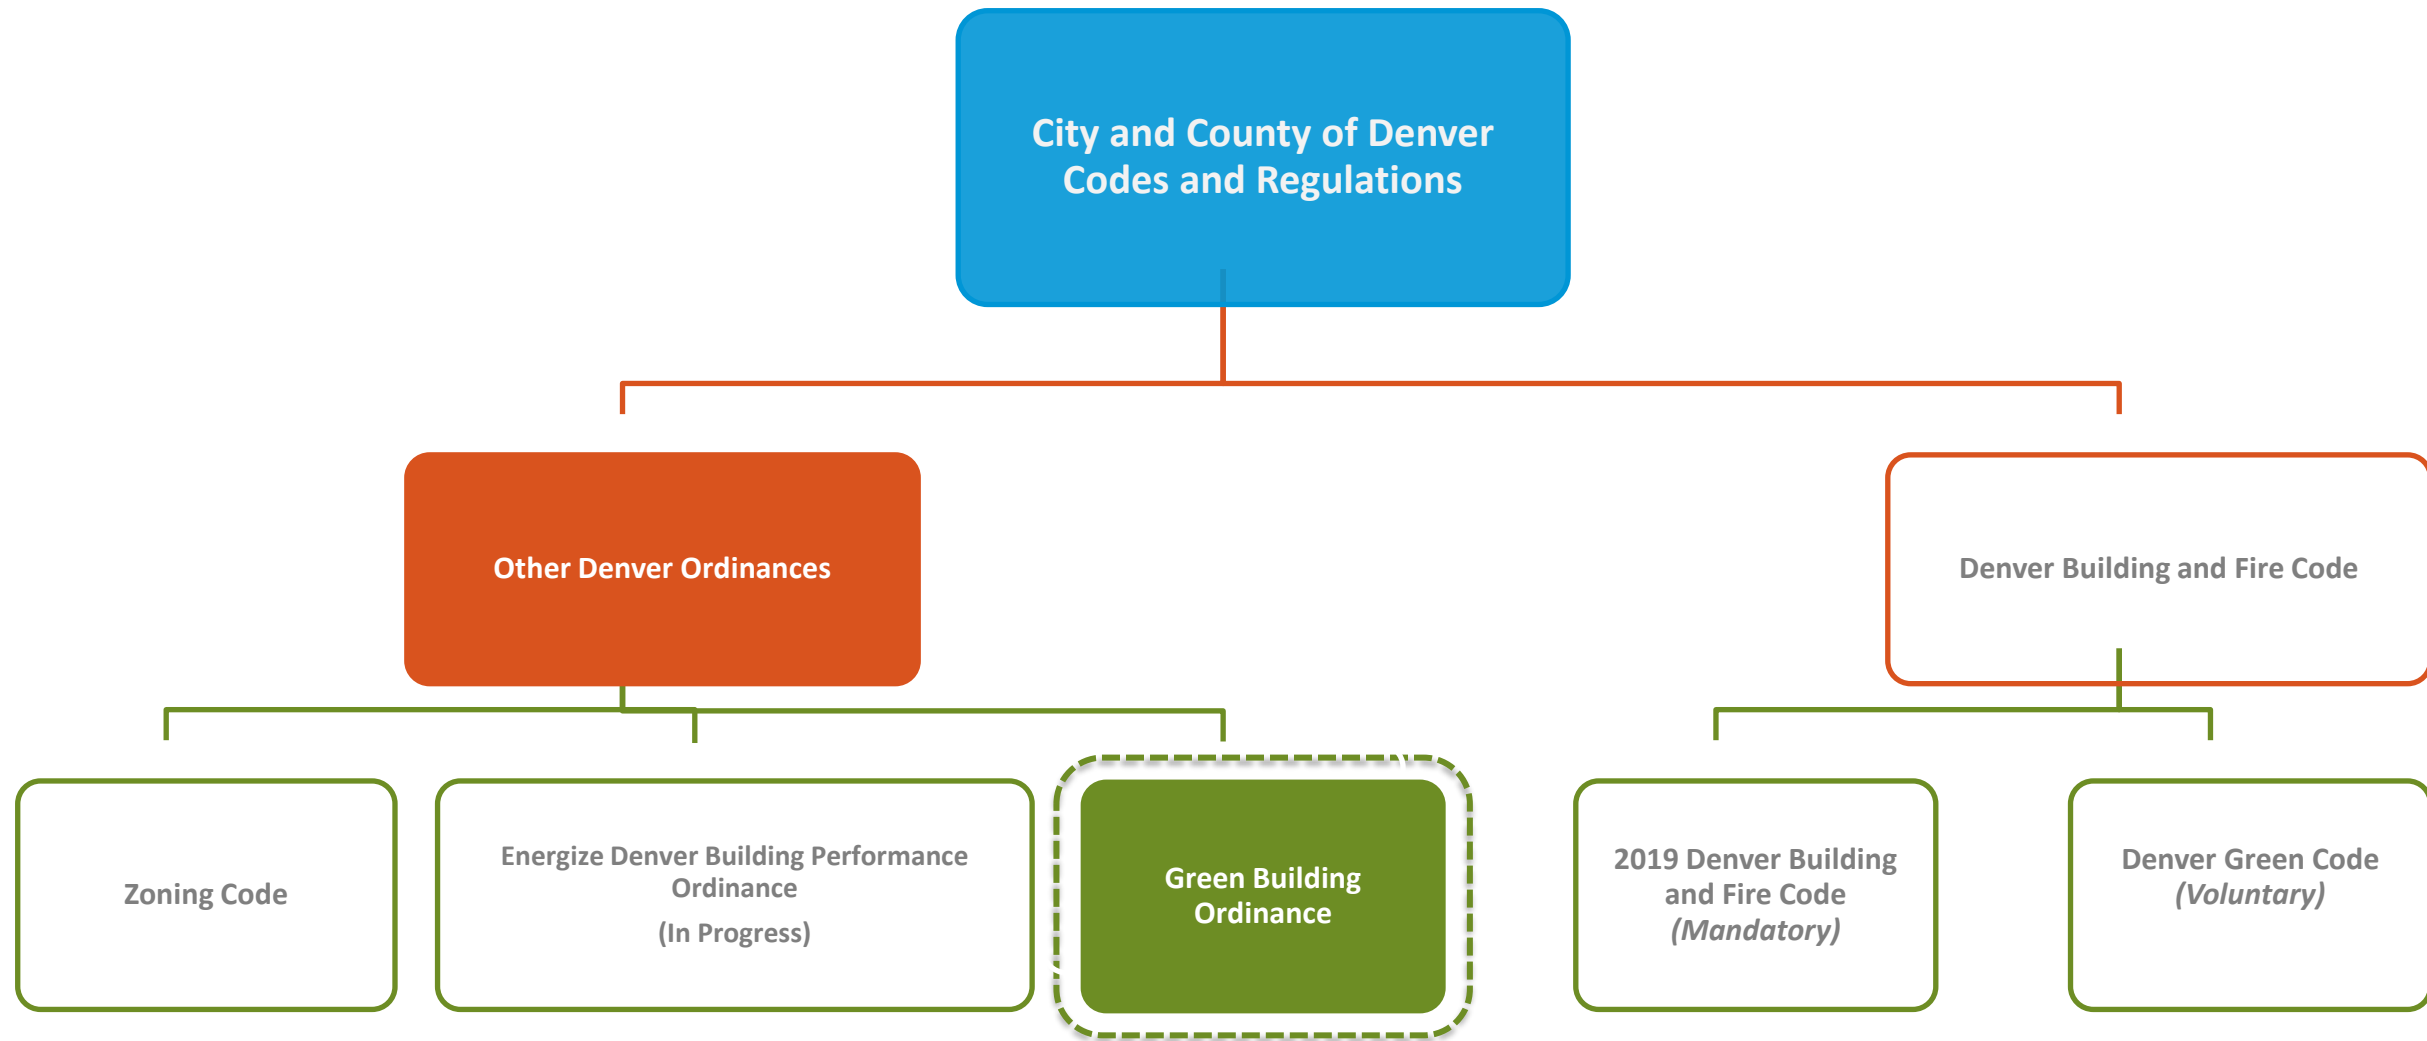 City and County of Denver
Codes and Regulations
Other Denver Ordinances
Denver Building and Fire Code
Zoning Code
Energize Denver Building Performance
Ordinance
(In Progress)
Green Building
Ordinance
2019 Denver Building
and Fire Code
(Mandatory)
Denver Green Code
(Voluntary)